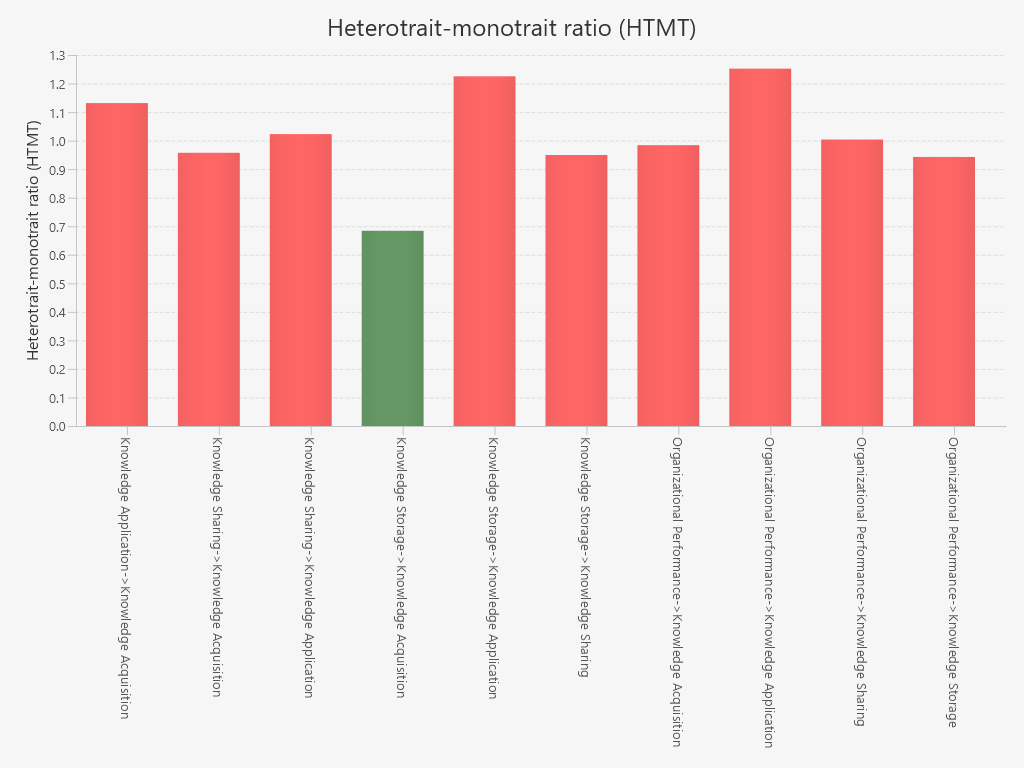 Heterotrait-monotrait ratio (HTMT)
Heterotrait-monotrait ratio (HTMT)
1.3
1.2
1.1
1.0
0.9
0.8
0.7
0.6
0.5
0.4
0.3
0.2
0.1
0.0
Knowledge Application->Knowledge Acquisition
Knowledge Sharing->Knowledge Acquisition
Knowledge Sharing->Knowledge Application
Knowledge Storage->Knowledge Acquisition
Knowledge Storage->Knowledge Application
Knowledge Storage->Knowledge Sharing
Organizational Performance->Knowledge Acquisition
Organizational Performance->Knowledge Application
Organizational Performance->Knowledge Sharing
Organizational Performance->Knowledge Storage